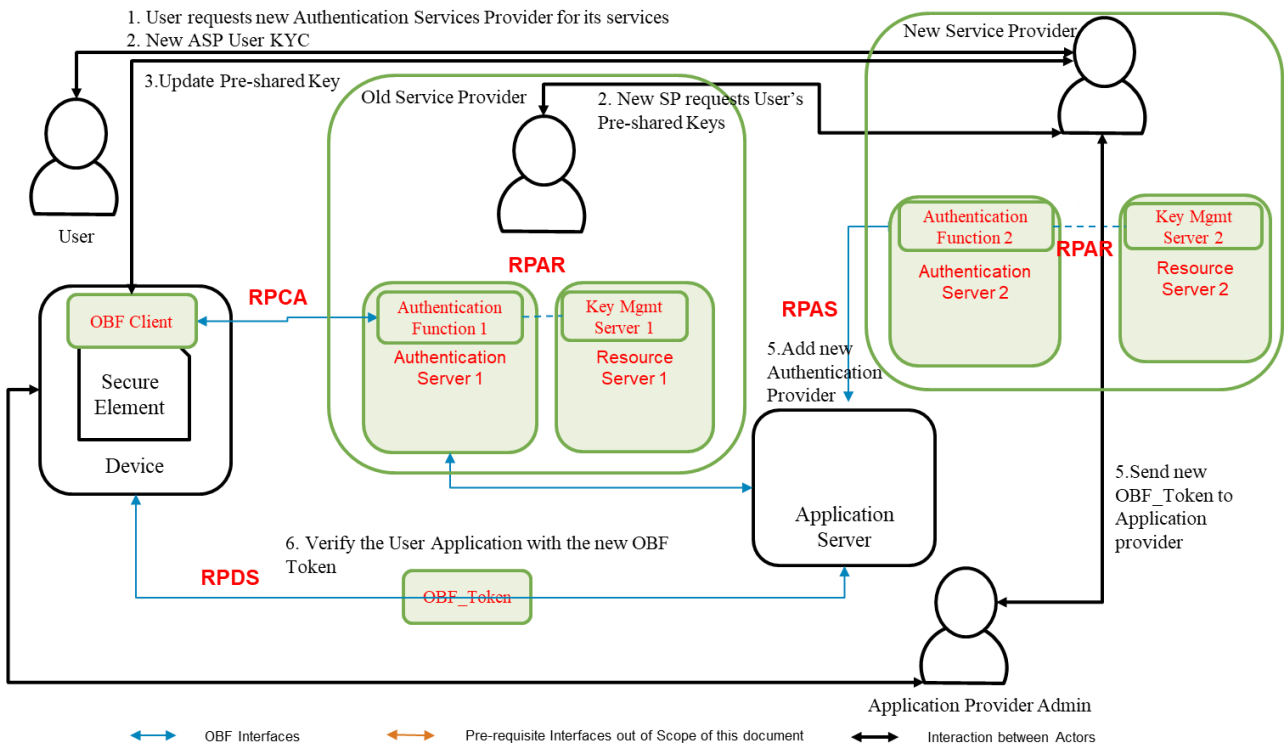 1. User requests new Authentication Services Provider for its services
2. New ASP User KYC
New Service Provider
3.Update Pre-shared Key
Old Service Provider
2. New SP requests User's
Pre-shared Keys
User
Authentication
Function 2
Key Mgmt
Server 2
RPAR
Authentication
Server 2
Resource
Server 2
RPAR
RPCA
OBF Client
Authentication
Function 1
Key Mgmt
Server 1
RPAS
Authentication
Server 1
Resource
Server 1
5.Add new
Authentication
Provider
Secure
Element
Device
5.Send new
OBF_Token to
Application
provider
Application
Server
6. Verify the User Application with the new OBF
Token
RPDS
OBF_Token
Application Provider Admin
OBF Interfaces
Pre-requisite Interfaces out of Scope of this document
Interaction between Actors